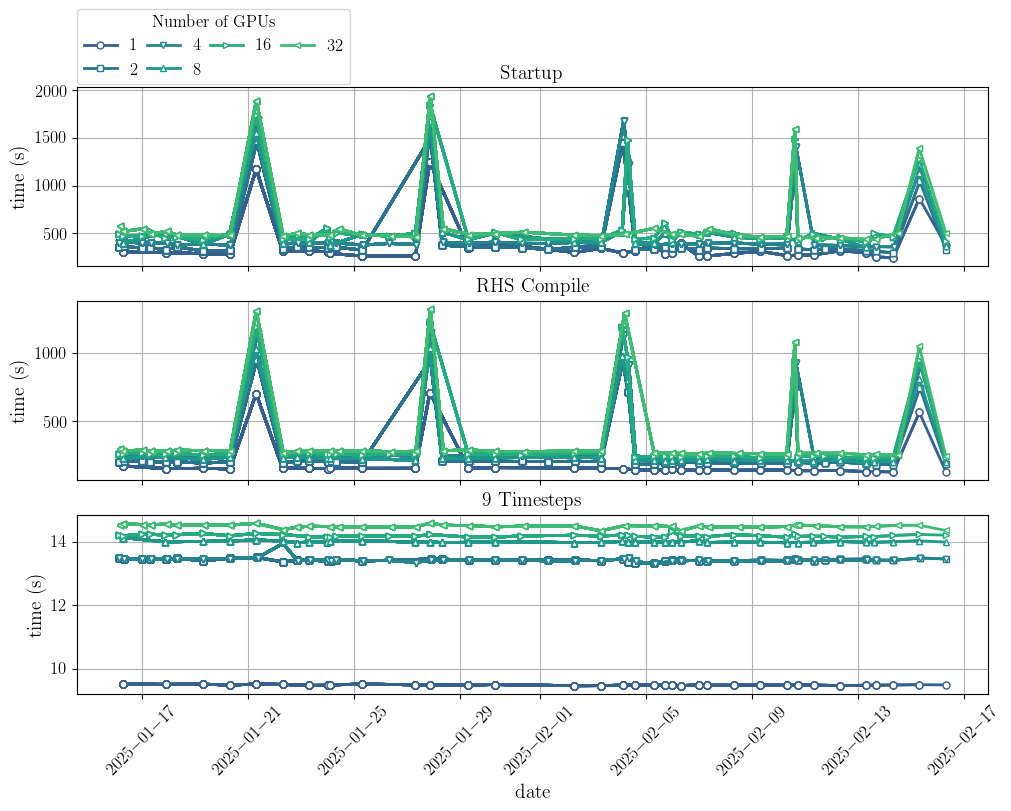 Number of GPUs
1 4 16 32
2 8
Startup
2000
1500
1000
500
time (s)
RHS Compile
1000
500
time (s)
9 Timesteps
14
12
10
time (s)
2025−01−17 2025−01−21 2025−01−25 2025−01−29 2025−02−01 2025−02−05 2025−02−09 2025−02−13 2025−02−17
date